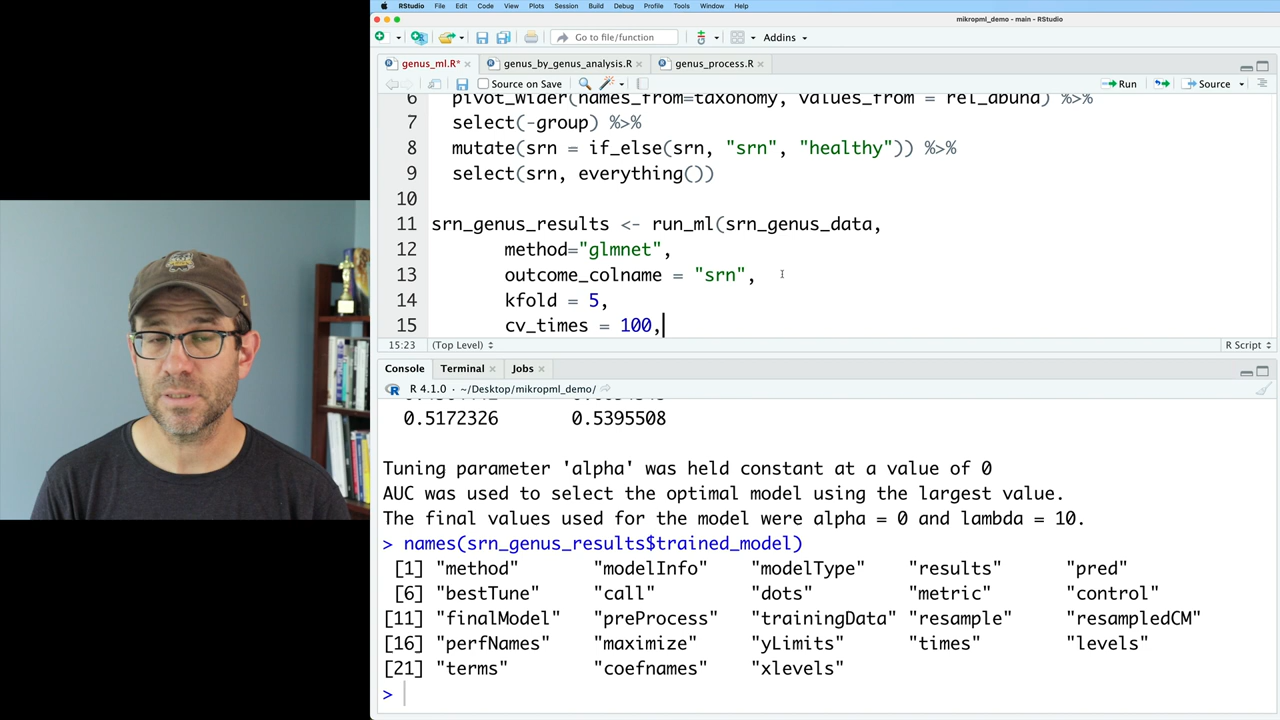 RStudio File Edit Code View Plots Session Build Debug Profile Tools Window Help
mikropml_demo - main - RStudio
Go to file/function Addins
genus_ml.R* genus_by_genus_analysis.R genus_process.R
Source on Save Run Source
6 pivot_wider(names_from=taxonomy, values_from = rel_abund) %>%
7 select(-group) %>%
8 mutate(srn = if_else(srn, "srn", "healthy")) %>%
9 select(srn, everything())
10
11 srn_genus_results <- run_ml(srn_genus_data,
12 method="glmnet",
13 outcome_colname = "srn",
14 kfold = 5,
15 cv_times = 100,
15:23 (Top Level) R Script
Console Terminal Jobs
R 4.1.0 · ~/Desktop/mikropml_demo/
0.5172326 0.5395508
Tuning parameter 'alpha' was held constant at a value of 0
AUC was used to select the optimal model using the largest value.
The final values used for the model were alpha = 0 and lambda = 10.
> names(srn_genus_results$trained_model)
[1] "method" "modelInfo" "modelType" "results" "pred"
[6] "bestTune" "call" "dots" "metric" "control"
[11] "finalModel" "preProcess" "trainingData" "resample" "resampledCM"
[16] "perfNames" "maximize" "yLimits" "times" "levels"
[21] "terms" "coefnames" "xlevels"
>